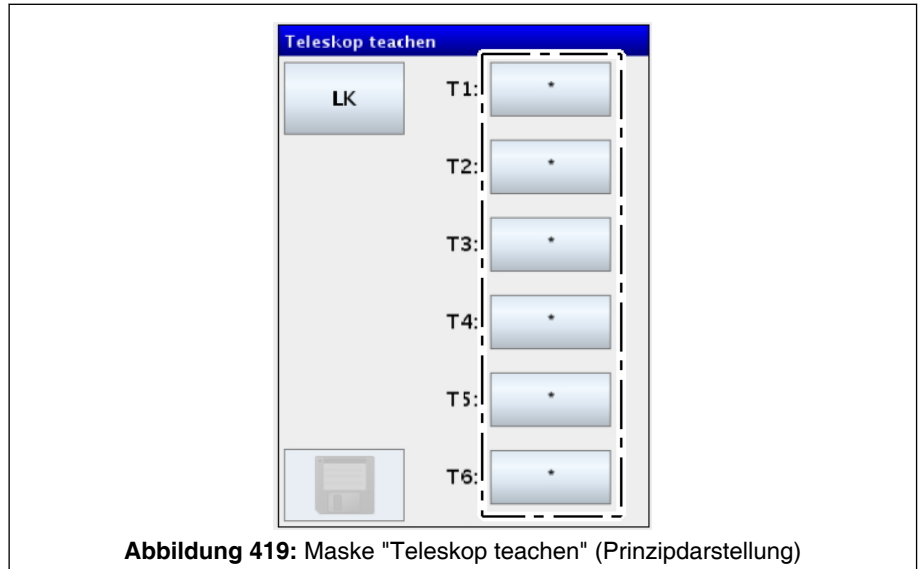 Teleskop teachen
LK
T1: *
T2: *
T3: *
T4: *
T5: *
T6: *
Abbildung 419: Maske "Teleskop teachen" (Prinzipdarstellung)